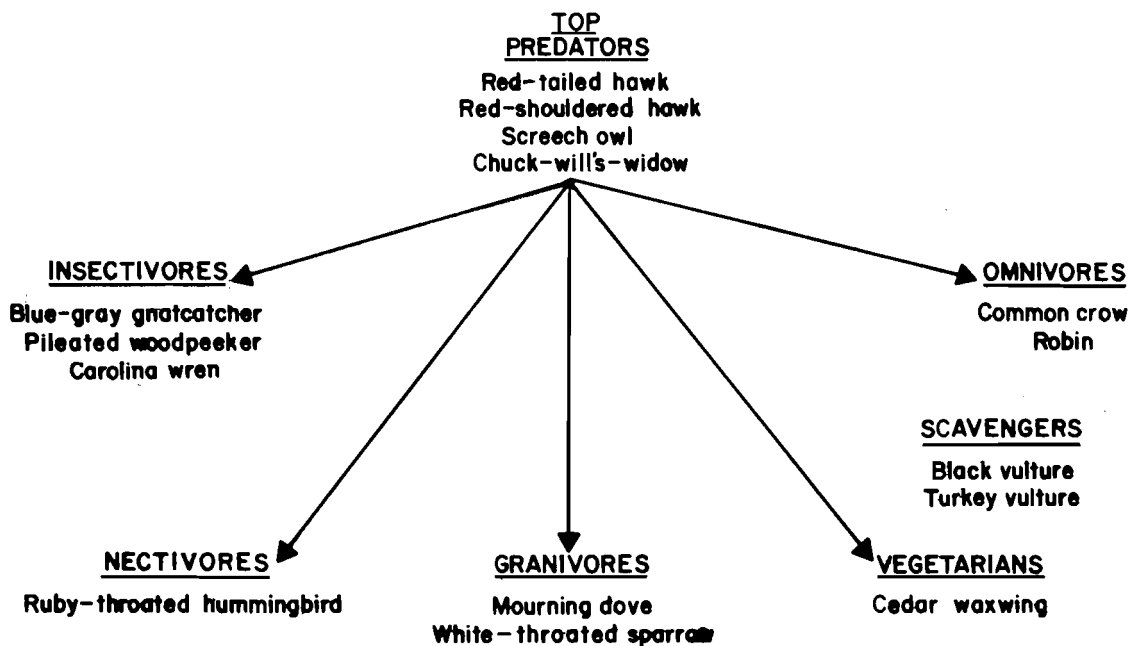 TOP
PREDATORS
Red-tailed hawk
Red-shouldered hawk
Screech owl
Chuck-will's-widow
INSECTIVORES
Blue-gray gnatcatcher
Pileated woodpeeker
Carolina wren
OMNIVORES
Common crow
Robin
SCAVENGERS
Black vulture
Turkey vulture
NECTIVORES
Ruby-throated hummingbird
GRANIVORES
Mourning dove
White-throated sparrow
VEGETARIANS
Cedar waxwing